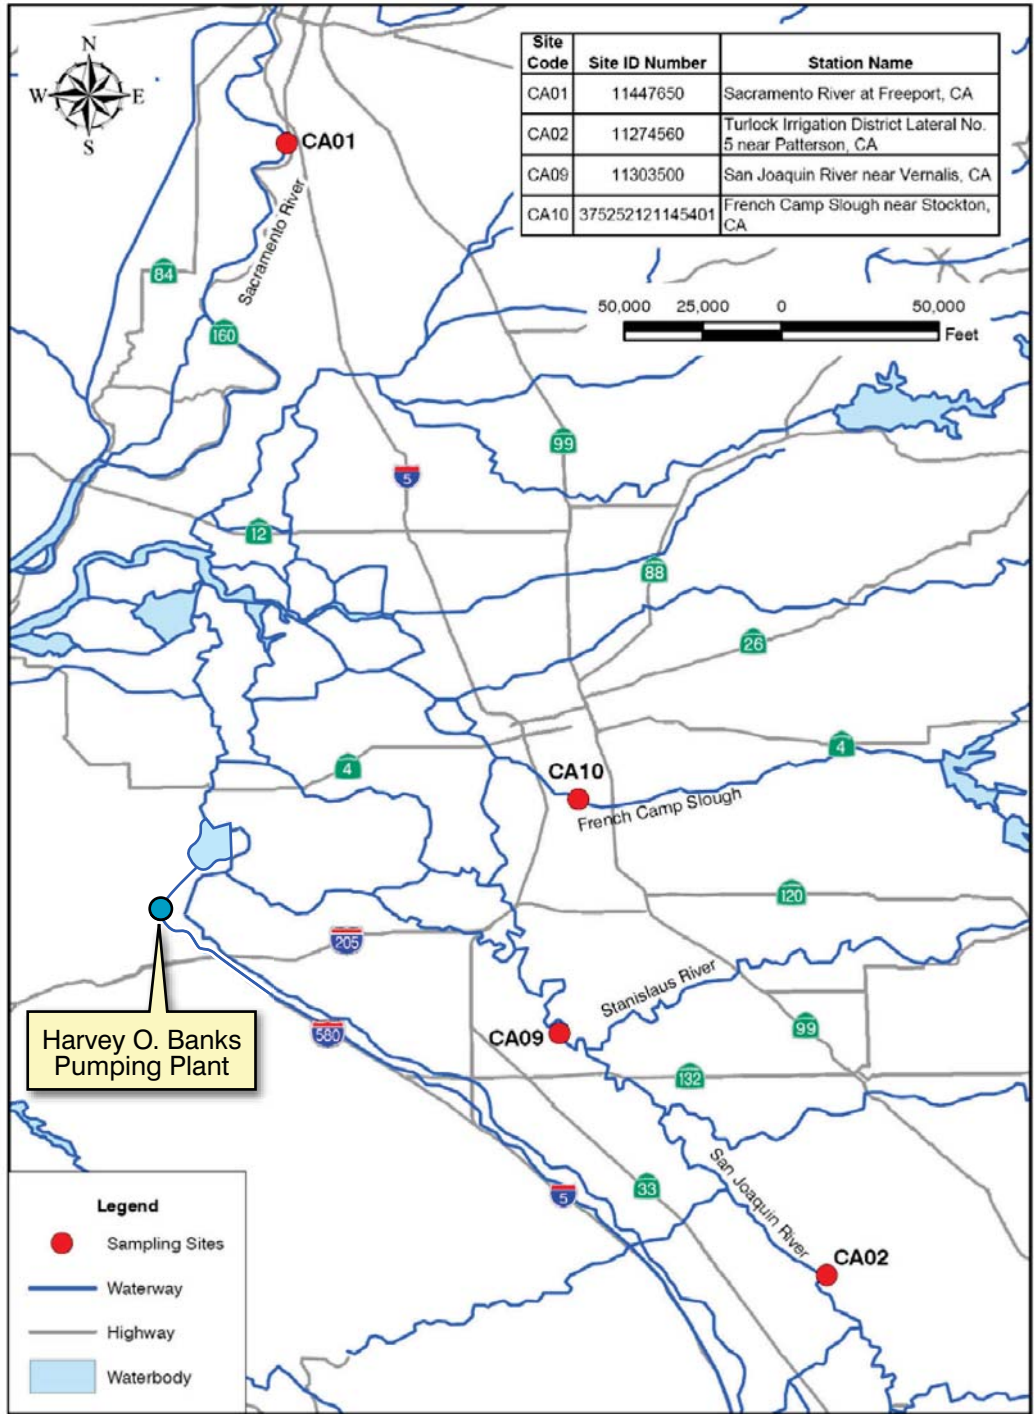 N
W E
S
Site Code Site ID Number Station Name
CA01 11447650 Sacramento River at Freeport, CA
CA02 11274560 Turlock Irrigation District Lateral No. 5 near Patterson, CA
CA09 11303500 San Joaquin River near Vernalis, CA
CA10 375252121145401 French Camp Slough near Stockton, CA
CA01
Sacramento River
84
160
50,000 25,000 0 50,000
Feet
99
5
12
88
26
4
4
CA10
French Camp Slough
120
205
Stanislaus River
Harvey O. Banks
Pumping Plant
580
CA09
99
132
San Joaquin River
5
33
CA02
Legend
Sampling Sites
Waterway
Highway
Waterbody